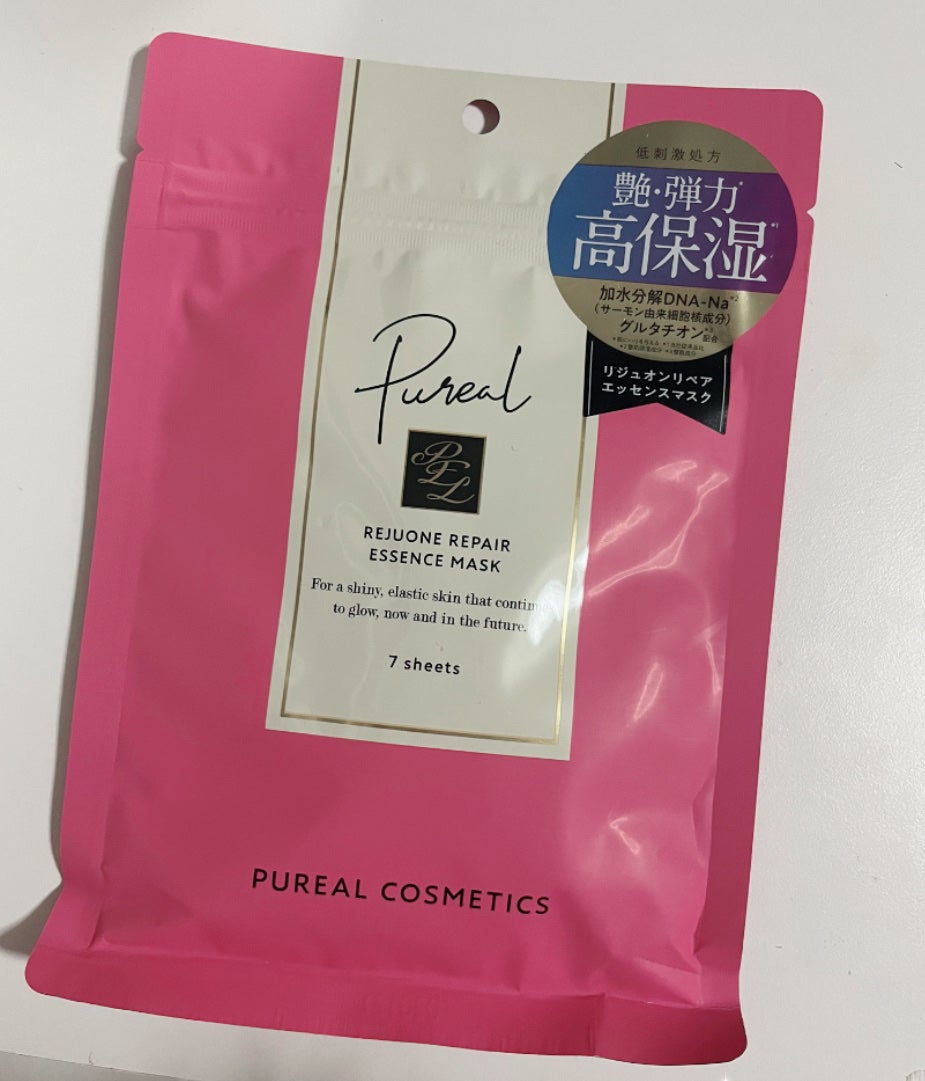 低刺激処方
艶・弾力*
高保湿*1
加水分解DNA-Na*2
(サーモン由来細胞核成分)
グルタチオン*3配合
リジュオンリペア
エッセンスマスク
Pureal
PEL
REJUONE REPAIR
ESSENCE MASK
For a shiny, elastic skin that
to glow, now and in the future.
7 sheets
PUREAL COSMETICS